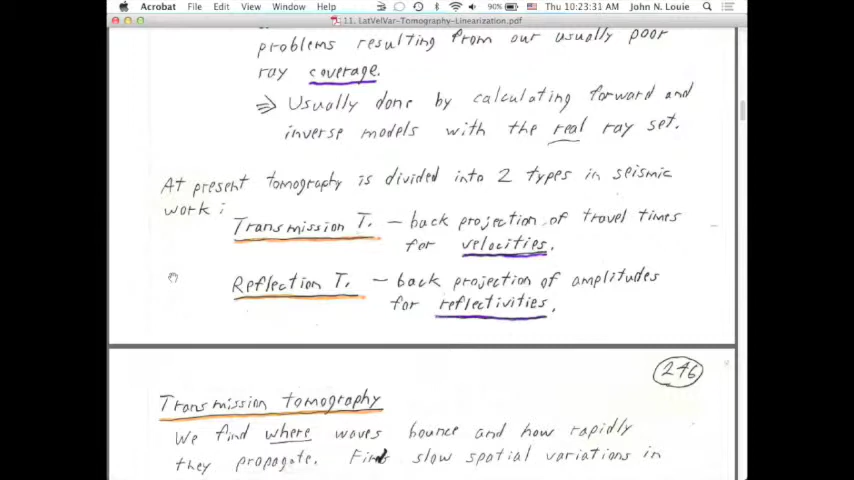 Acrobat File Edit View Window Help 90% Thu 10:23:31 AM John N. Louie
11. LatVelVar-Tomography-Linearization.pdf
problems resulting from our usually poor
ray coverage.
⇒ Usually done by calculating forward and
inverse models with the real ray set.
At present tomography is divided into 2 types in seismic
work:
Transmission T. – back projection of travel times
for velocities.
Reflection T. – back projection of amplitudes
for reflectivities.
246
Transmission tomography
We find where waves bounce and how rapidly
they propagate. Find slow spatial variations in